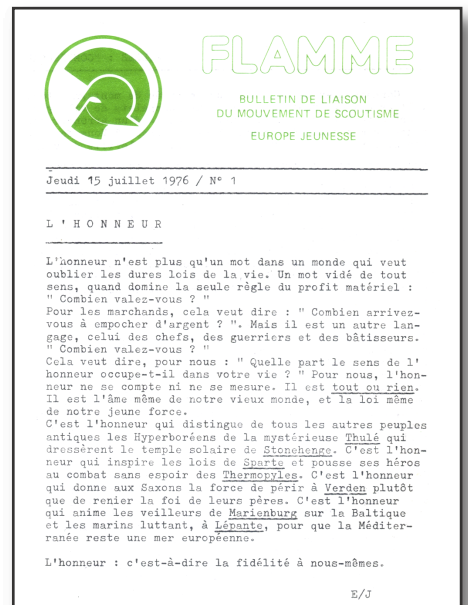 FLAMME
BULLETIN DE LIAISON
DU MOUVEMENT DE SCOUTISME
EUROPE JEUNESSE
Jeudi 15 juillet 1976 / N° 1
L'HONNEUR
L'honneur n'est plus qu'un mot dans un monde qui veut
oublier les dures lois de la vie. Un mot vidé de tout
sens, quand domine la seule règle du profit matériel :
" Combien valez-vous ? "
Pour les marchands, cela veut dire : " Combien arrivez-
vous à empocher d'argent ? ". Mais il est un autre lan-
gage, celui des chefs, des guerriers et des bâtisseurs.
" Combien valez-vous ? "
Cela veut dire, pour nous : " Quelle part le sens de l'
honneur occupe-t-il dans votre vie ? " Pour nous, l'hon-
neur ne se compte ni ne se mesure. Il est tout ou rien.
Il est l'âme même de notre vieux monde, et la loi même
de notre jeune force.
C'est l'honneur qui distingue de tous les autres peuples
antiques les Hyperboréens de la mystérieuse Thulé qui
dressèrent le temple solaire de Stonehenge. C'est l'hon-
neur qui inspire les lois de Sparte et pousse ses héros
au combat sans espoir des Thermopyles. C'est l'honneur
qui donne aux Saxons la force de périr à Verden plutôt
que de renier la foi de leurs pères. C'est l'honneur
qui anime les veilleurs de Marienburg sur la Baltique
et les marins luttant, à Lépante, pour que la Méditer-
ranée reste une mer européenne.
L'honneur : c'est-à-dire la fidélité à nous-mêmes.
E/J